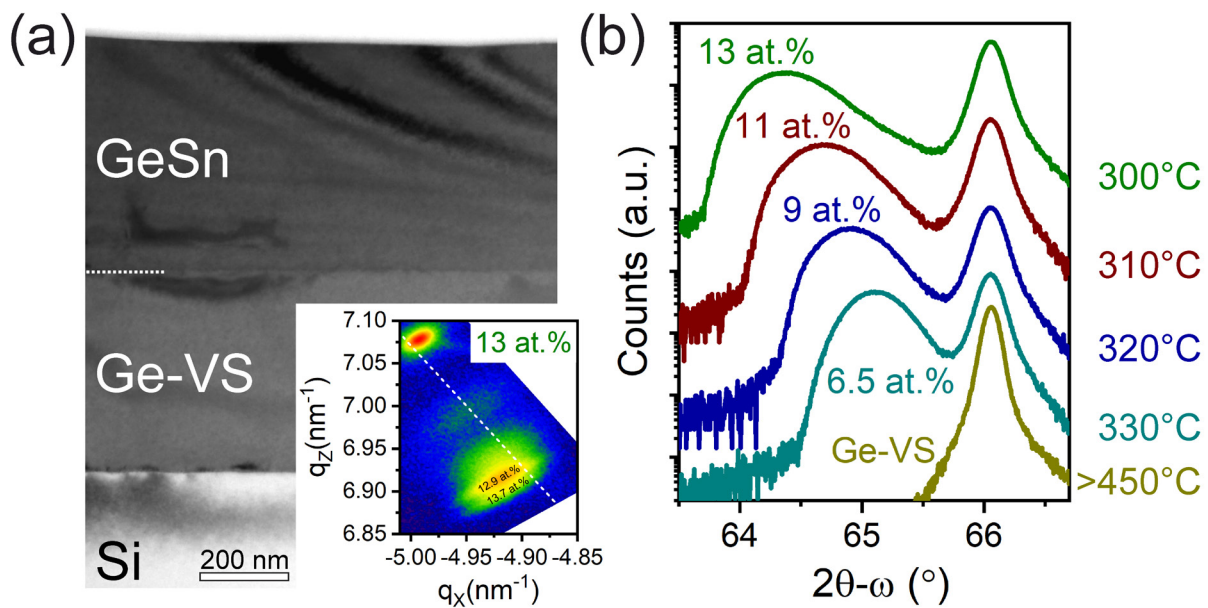 (a)
GeSn
Ge-VS
Si
200 nm
7.10
7.05
7.00
6.95
6.90
6.85
qZ(nm⁻¹)
13 at.%
12.9 at.%
13.7 at.%
-5.00 -4.95 -4.90 -4.85
qX(nm⁻¹)
(b)
Counts (a.u.)
13 at.%
11 at.%
9 at.%
6.5 at.%
Ge-VS
300°C
310°C
320°C
330°C
>450°C
64 65 66
2θ-ω (°)